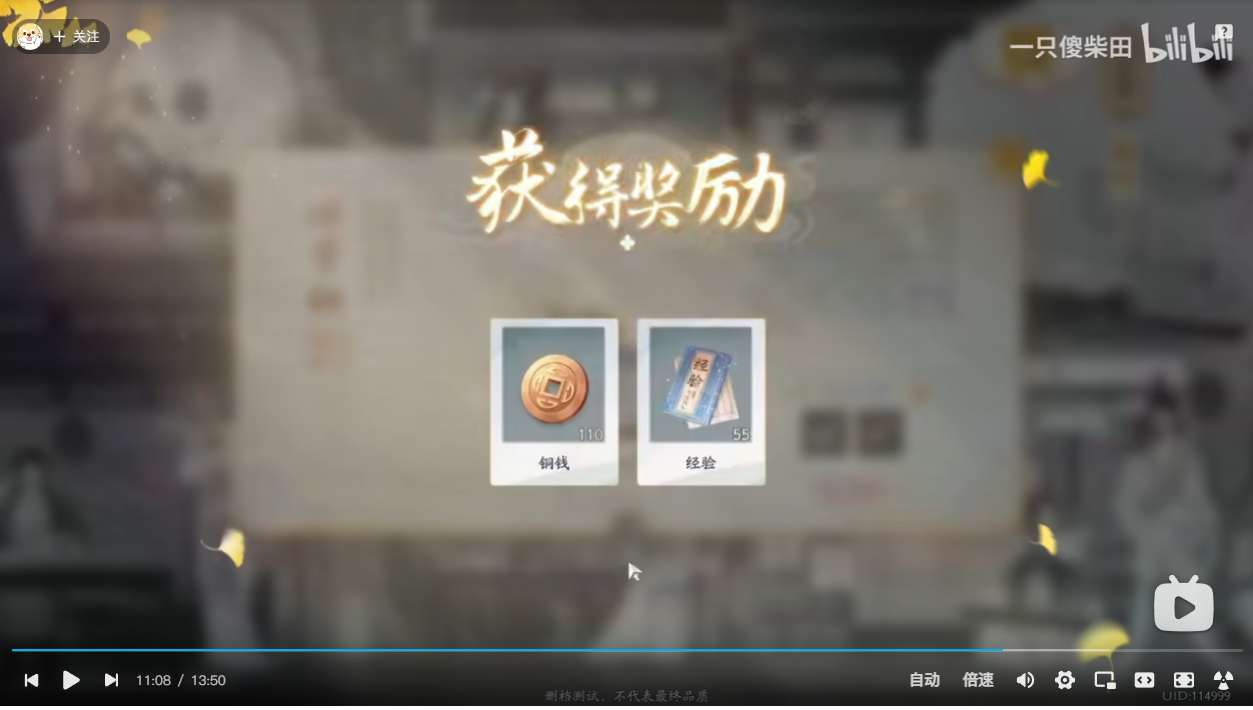 + 关注
一只傻柴田 bilibili
?
获得奖励
经验
110
55
铜钱
经验
11:08 / 13:50
自动
倍速
删档测试，不代表最终品质
UID:114999